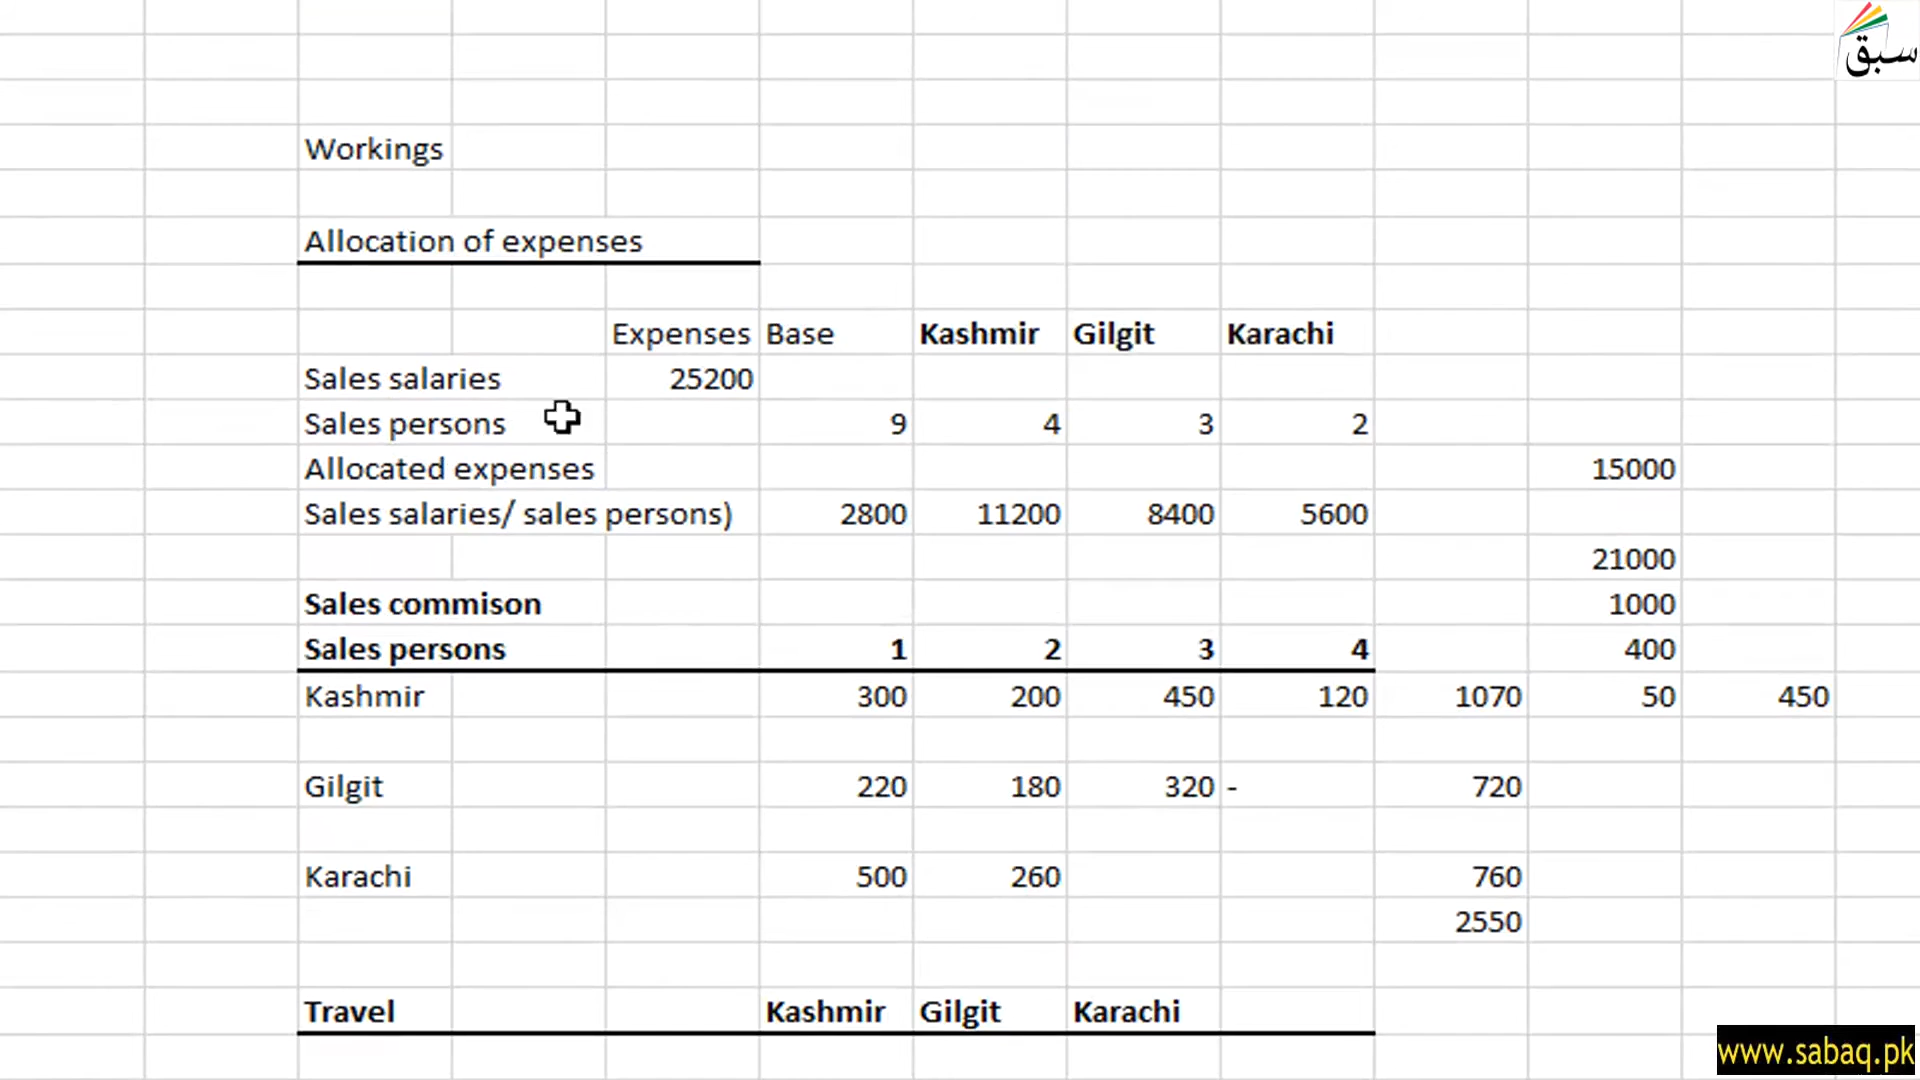 سبق
Workings
Allocation of expenses
Expenses Base Kashmir Gilgit Karachi
Sales salaries 25200
Sales persons 9 4 3 2
Allocated expenses 15000
Sales salaries/ sales persons) 2800 11200 8400 5600
21000
Sales commison 1000
Sales persons 1 2 3 4 400
Kashmir 300 200 450 120 1070 50 450
Gilgit 220 180 320 - 720
Karachi 500 260 760
2550
Travel Kashmir Gilgit Karachi
www.sabaq.pk